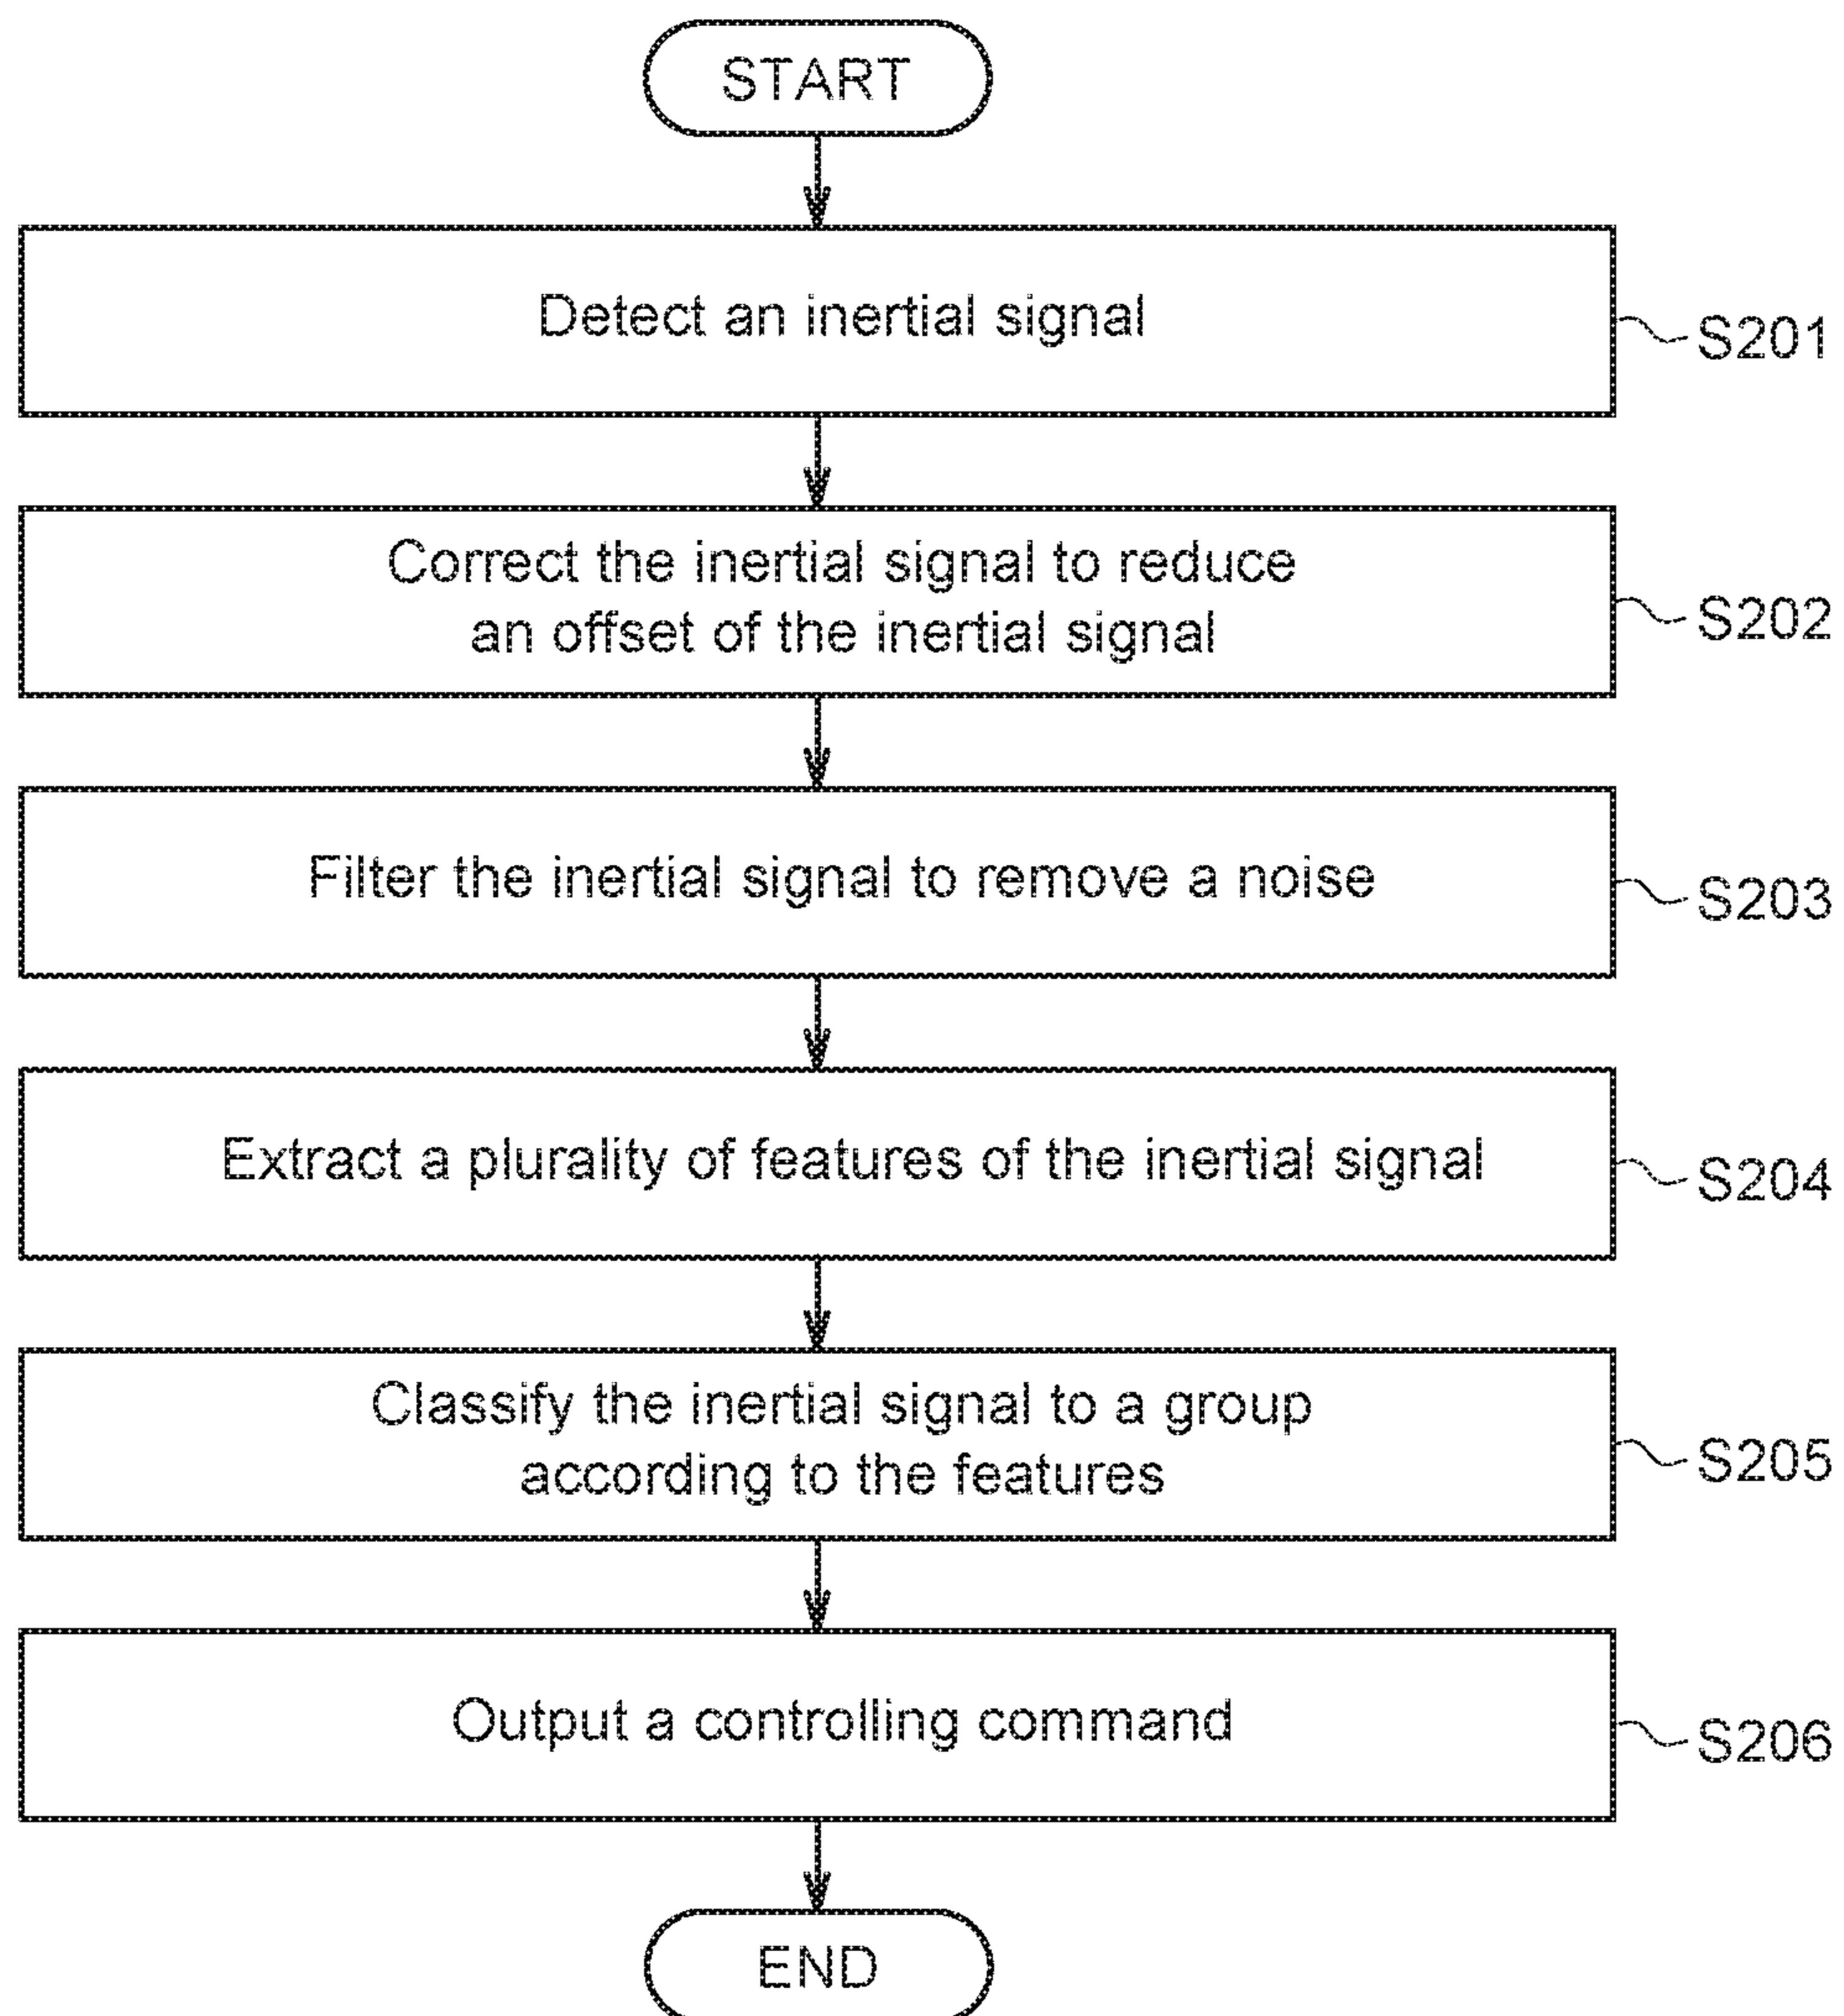 START
Detect an inertial signal
S201
Correct the inertial signal to reduce
an offset of the inertial signal
S202
Filter the inertial signal to remove a noise
S203
Extract a plurality of features of the inertial signal
S204
Classify the inertial signal to a group
according to the features
S205
Output a controlling command
S206
END